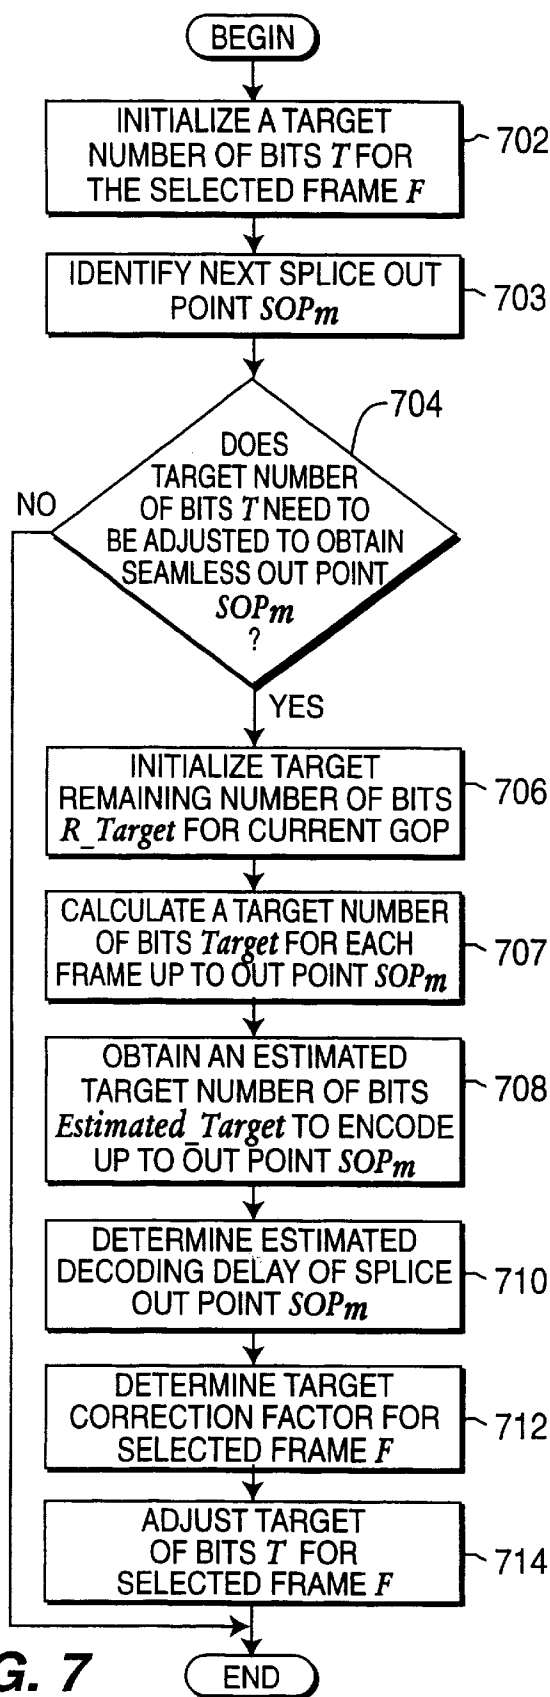 BEGIN
INITIALIZE A TARGET
NUMBER OF BITS T FOR
THE SELECTED FRAME F
702
IDENTIFY NEXT SPLICE OUT
POINT SOPm
703
704
DOES
TARGET NUMBER
OF BITS T NEED TO
BE ADJUSTED TO OBTAIN
SEAMLESS OUT POINT
SOPm
?
NO
YES
INITIALIZE TARGET
REMAINING NUMBER OF BITS
R_Target FOR CURRENT GOP
706
CALCULATE A TARGET NUMBER
OF BITS Target FOR EACH
FRAME UP TO OUT POINT SOPm
707
OBTAIN AN ESTIMATED
TARGET NUMBER OF BITS
Estimated_Target TO ENCODE
UP TO OUT POINT SOPm
708
DETERMINE ESTIMATED
DECODING DELAY OF SPLICE
OUT POINT SOPm
710
DETERMINE TARGET
CORRECTION FACTOR FOR
SELECTED FRAME F
712
ADJUST TARGET
OF BITS T FOR
SELECTED FRAME F
714
G. 7
END